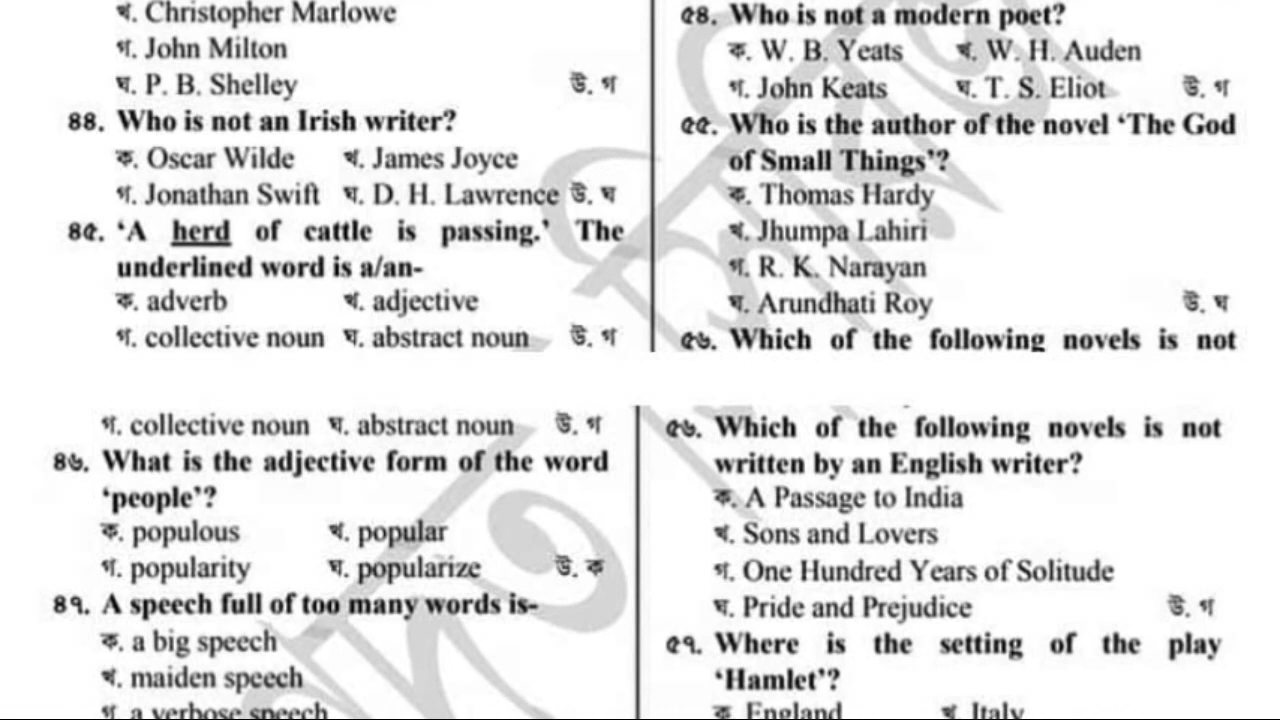 খ. Christopher Marlowe
গ. John Milton
ঘ. P. B. Shelley উ. গ
৪৪. Who is not an Irish writer?
ক. Oscar Wilde খ. James Joyce
গ. Jonathan Swift ঘ. D. H. Lawrence উ. ঘ
৪৫. ‘A herd of cattle is passing.’ The
underlined word is a/an-
ক. adverb খ. adjective
গ. collective noun ঘ. abstract noun উ. গ
৫৪. Who is not a modern poet?
ক. W. B. Yeats খ. W. H. Auden
গ. John Keats ঘ. T. S. Eliot উ. গ
৫৫. Who is the author of the novel ‘The God
of Small Things’?
ক. Thomas Hardy
খ. Jhumpa Lahiri
গ. R. K. Narayan
ঘ. Arundhati Roy উ. ঘ
৫৬. Which of the following novels is not
গ. collective noun ঘ. abstract noun উ. গ
৪৬. What is the adjective form of the word
‘people’?
ক. populous খ. popular
গ. popularity ঘ. popularize উ. ক
৪৭. A speech full of too many words is-
ক. a big speech
খ. maiden speech
গ. a verbose speech
৫৬. Which of the following novels is not
written by an English writer?
ক. A Passage to India
খ. Sons and Lovers
গ. One Hundred Years of Solitude
ঘ. Pride and Prejudice উ. গ
৫৭. Where is the setting of the play
‘Hamlet’?
ক. England খ. Italy